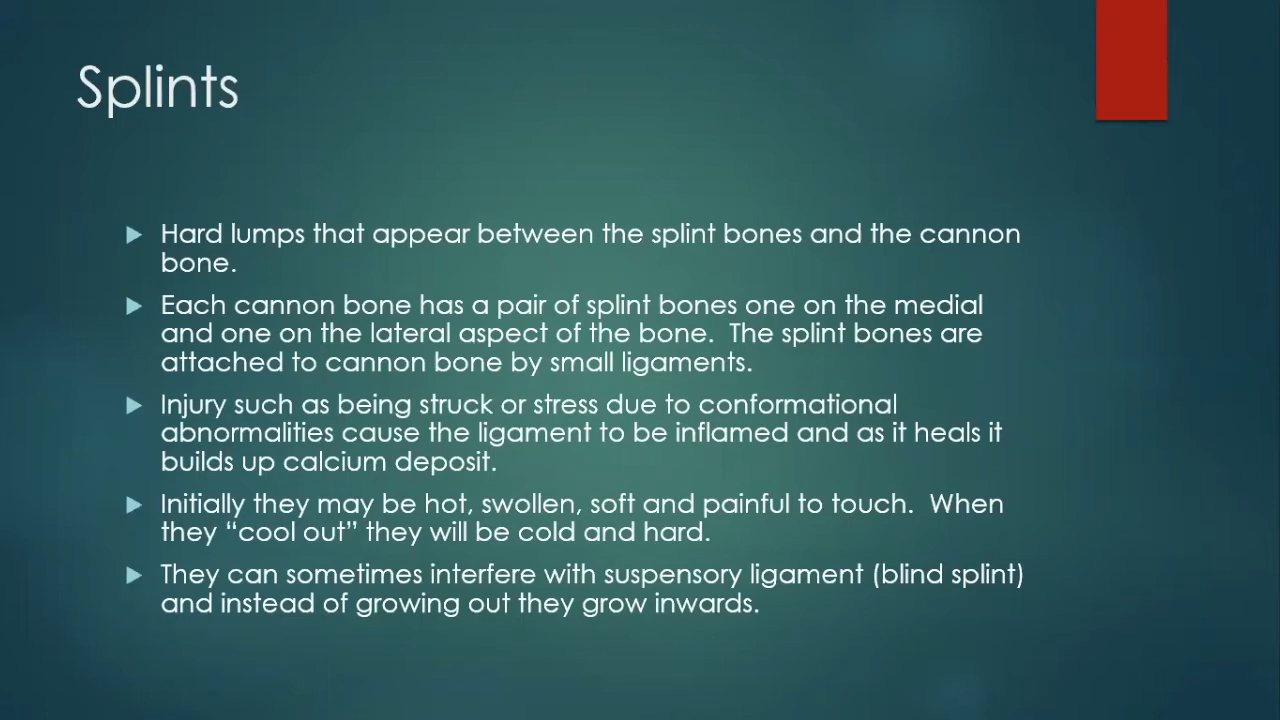 Splints
Hard lumps that appear between the splint bones and the cannon
bone.
Each cannon bone has a pair of splint bones one on the medial
and one on the lateral aspect of the bone.  The splint bones are
attached to cannon bone by small ligaments.
Injury such as being struck or stress due to conformational
abnormalities cause the ligament to be inflamed and as it heals it
builds up calcium deposit.
Initially they may be hot, swollen, soft and painful to touch.  When
they “cool out” they will be cold and hard.
They can sometimes interfere with suspensory ligament (blind splint)
and instead of growing out they grow inwards.